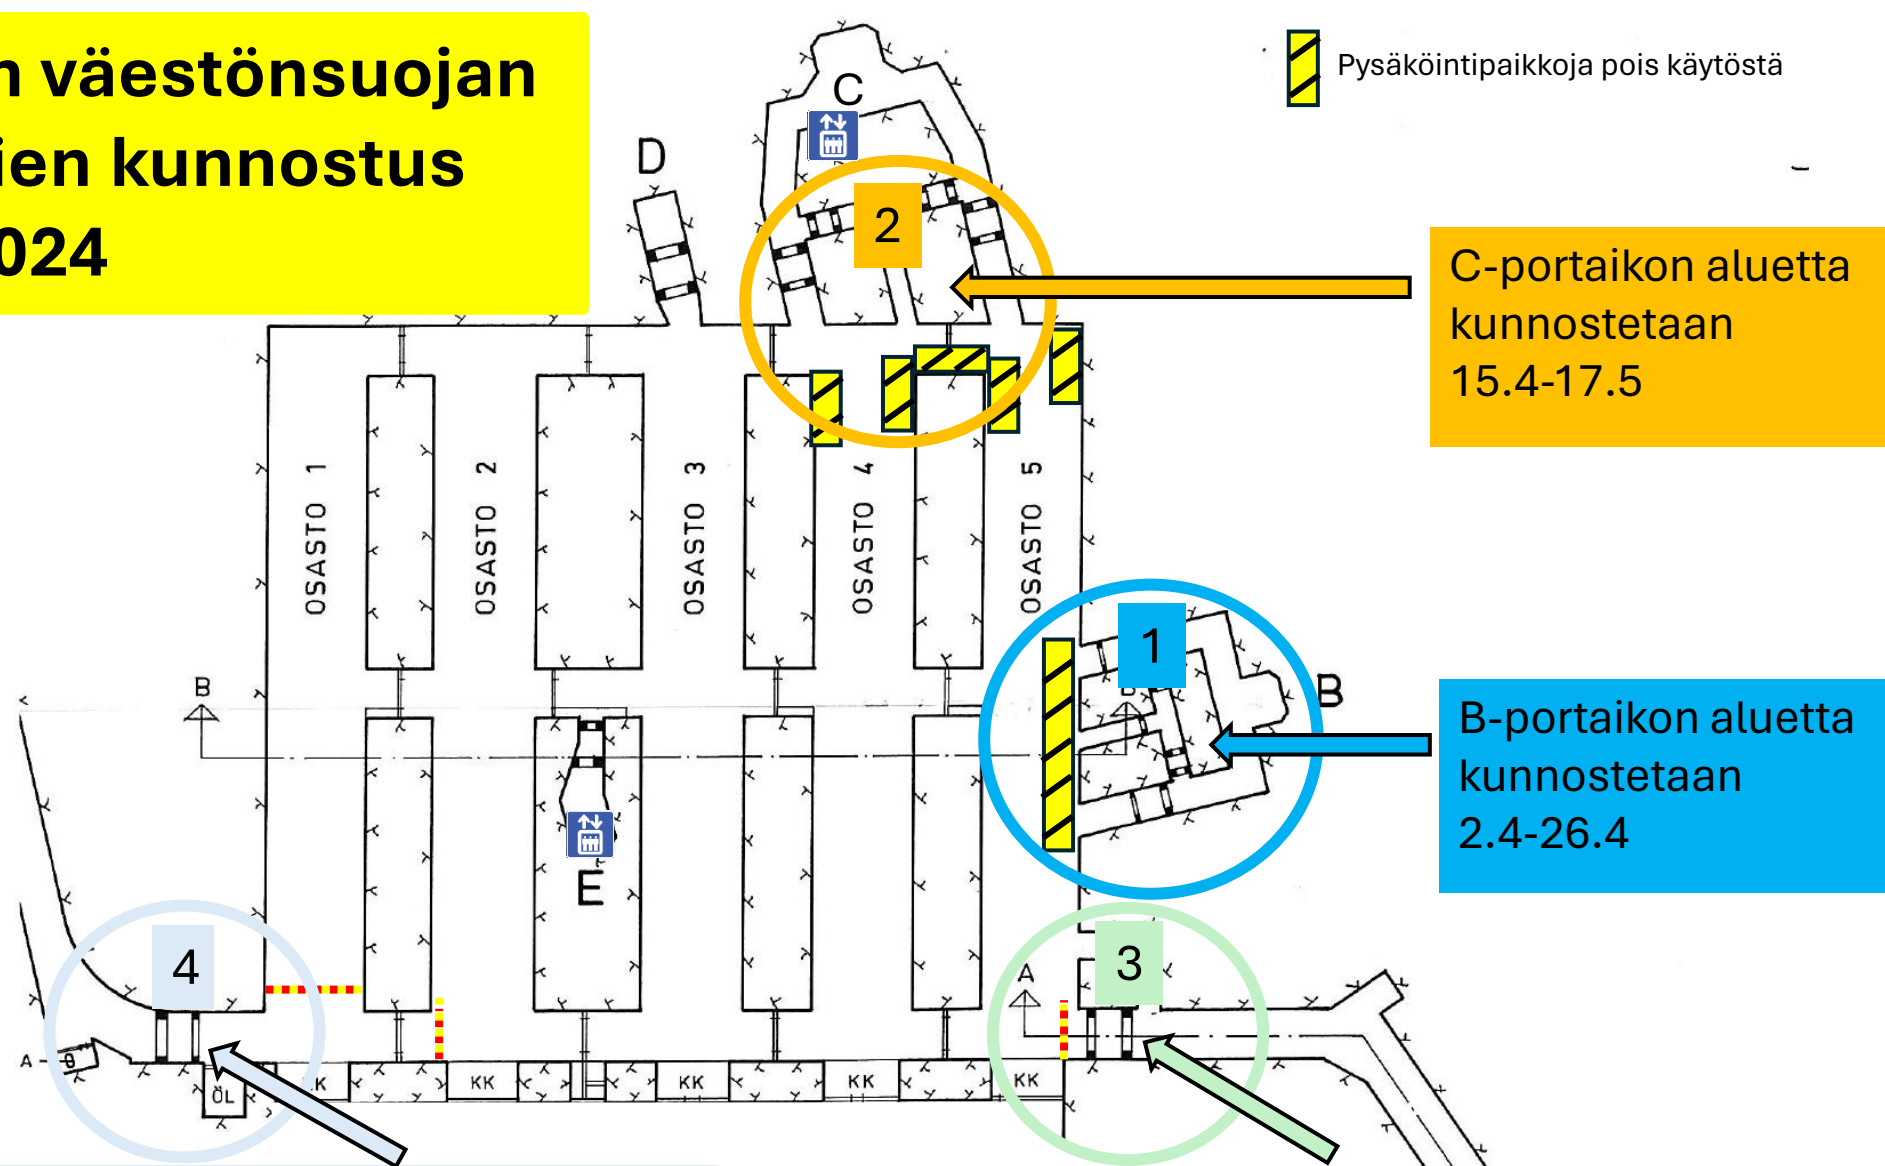 n väestönsuojan
ien kunnostus
024
Pysäköintipaikkoja pois käytöstä
C
D
2
C-portaikon aluetta
kunnostetaan
15.4-17.5
OSASTO 1
OSASTO 2
OSASTO 3
OSASTO 4
OSASTO 5
1
B
B
B
B-portaikon aluetta
kunnostetaan
2.4-26.4
E
4
3
A
A
B
ÖL
KK
KK
KK
KK
KK